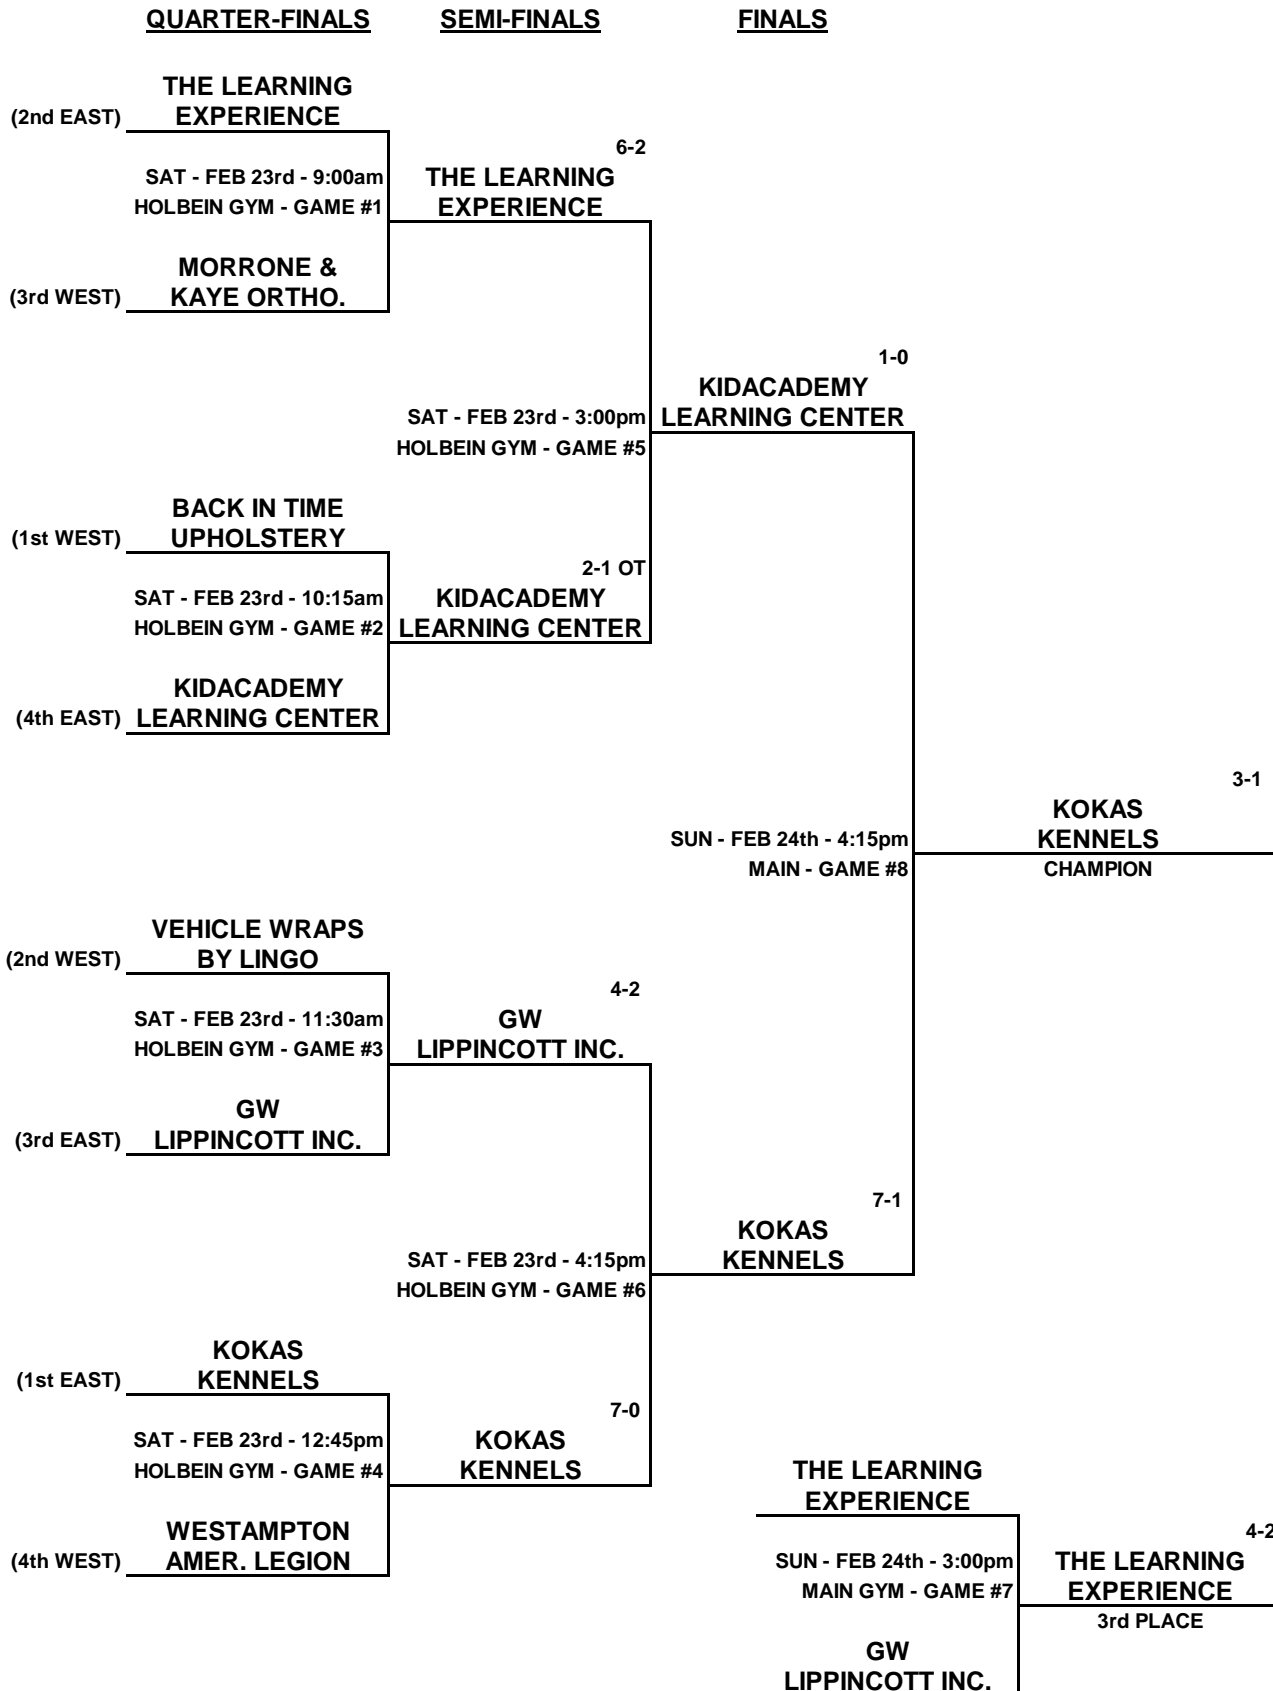 QUARTER-FINALS SEMI-FINALS FINALS
THE LEARNING
(2nd EAST) EXPERIENCE
6-2
SAT - FEB 23rd - 9:00am THE LEARNING
HOLBEIN GYM - GAME #1 EXPERIENCE
MORRONE &
(3rd WEST) KAYE ORTHO.
1-0
KIDACADEMY
SAT - FEB 23rd - 3:00pm LEARNING CENTER
HOLBEIN GYM - GAME #5
BACK IN TIME
(1st WEST) UPHOLSTERY
2-1 OT
SAT - FEB 23rd - 10:15am KIDACADEMY
HOLBEIN GYM - GAME #2 LEARNING CENTER
KIDACADEMY
(4th EAST) LEARNING CENTER
3-1
KOKAS
SUN - FEB 24th - 4:15pm KENNELS
MAIN - GAME #8 CHAMPION
VEHICLE WRAPS
(2nd WEST) BY LINGO
4-2
SAT - FEB 23rd - 11:30am GW
HOLBEIN GYM - GAME #3 LIPPINCOTT INC.
GW
(3rd EAST) LIPPINCOTT INC.
7-1
KOKAS
SAT - FEB 23rd - 4:15pm KENNELS
HOLBEIN GYM - GAME #6
KOKAS
(1st EAST) KENNELS
7-0
SAT - FEB 23rd - 12:45pm KOKAS
HOLBEIN GYM - GAME #4 KENNELS THE LEARNING
EXPERIENCE
WESTAMPTON 4-2
(4th WEST) AMER. LEGION SUN - FEB 24th - 3:00pm THE LEARNING
MAIN GYM - GAME #7 EXPERIENCE
3rd PLACE
GW
LIPPINCOTT INC.